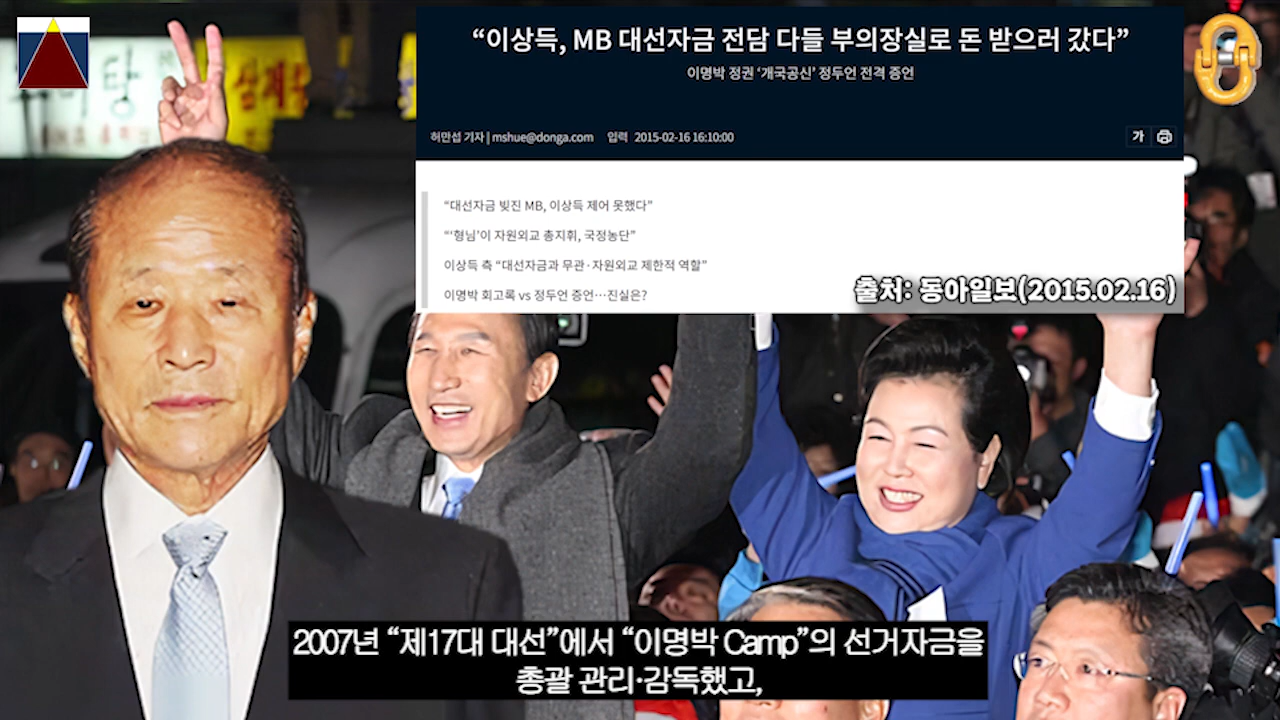 “이상득, MB 대선자금 전담 다들 부의장실로 돈 받으러 갔다”
이명박 정권 ‘개국공신’ 정두언 전격 증언
허만섭 기자 | mshue@donga.com 입력 2015-02-16 16:10:00
가
“대선자금 빚진 MB, 이상득 제어 못했다”
“‘형님’이 자원외교 총지휘, 국정농단”
이상득 측 “대선자금과 무관·자원외교 제한적 역할”
이명박 회고록 vs 정두언 증언…진실은?
출처: 동아일보(2015.02.16)
2007년 “제17대 대선”에서 “이명박 Camp”의 선거자금을
총괄 관리·감독했고,